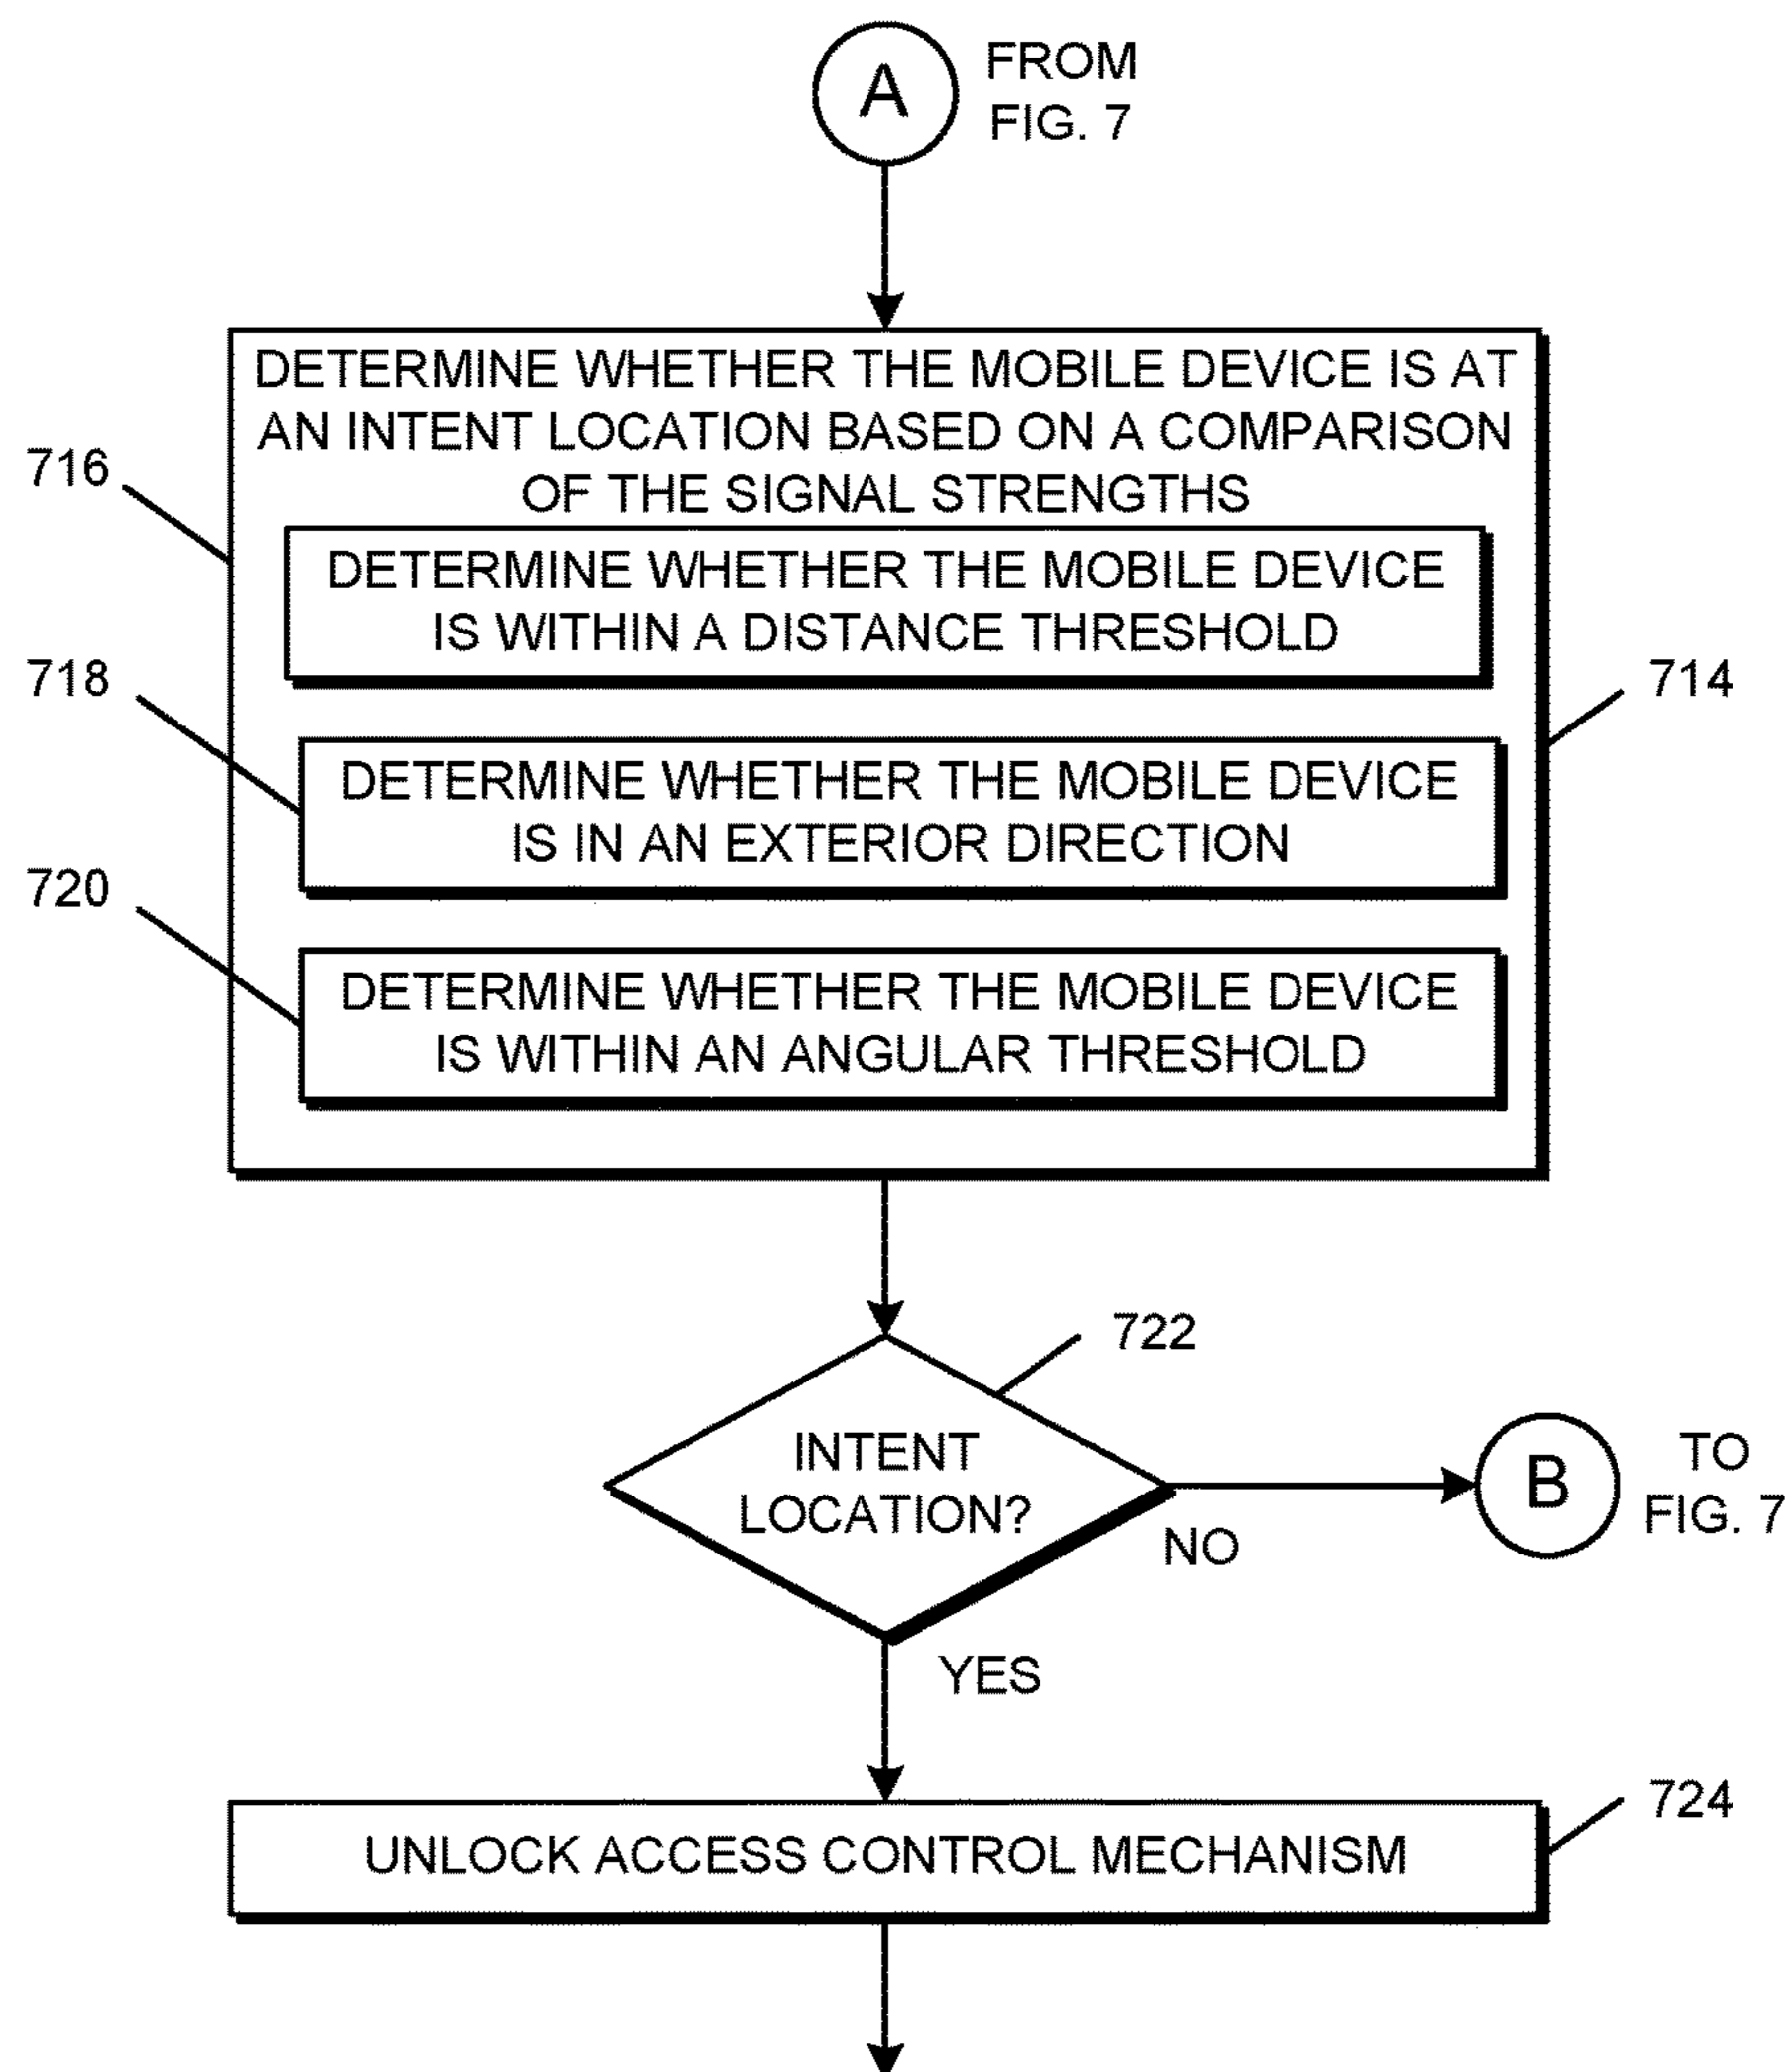 A
FROM
FIG. 7
DETERMINE WHETHER THE MOBILE DEVICE IS AT
AN INTENT LOCATION BASED ON A COMPARISON
OF THE SIGNAL STRENGTHS
716
DETERMINE WHETHER THE MOBILE DEVICE
IS WITHIN A DISTANCE THRESHOLD
718
714
DETERMINE WHETHER THE MOBILE DEVICE
IS IN AN EXTERIOR DIRECTION
720
DETERMINE WHETHER THE MOBILE DEVICE
IS WITHIN AN ANGULAR THRESHOLD
722
INTENT
LOCATION?
NO
B
TO
FIG. 7
YES
724
UNLOCK ACCESS CONTROL MECHANISM